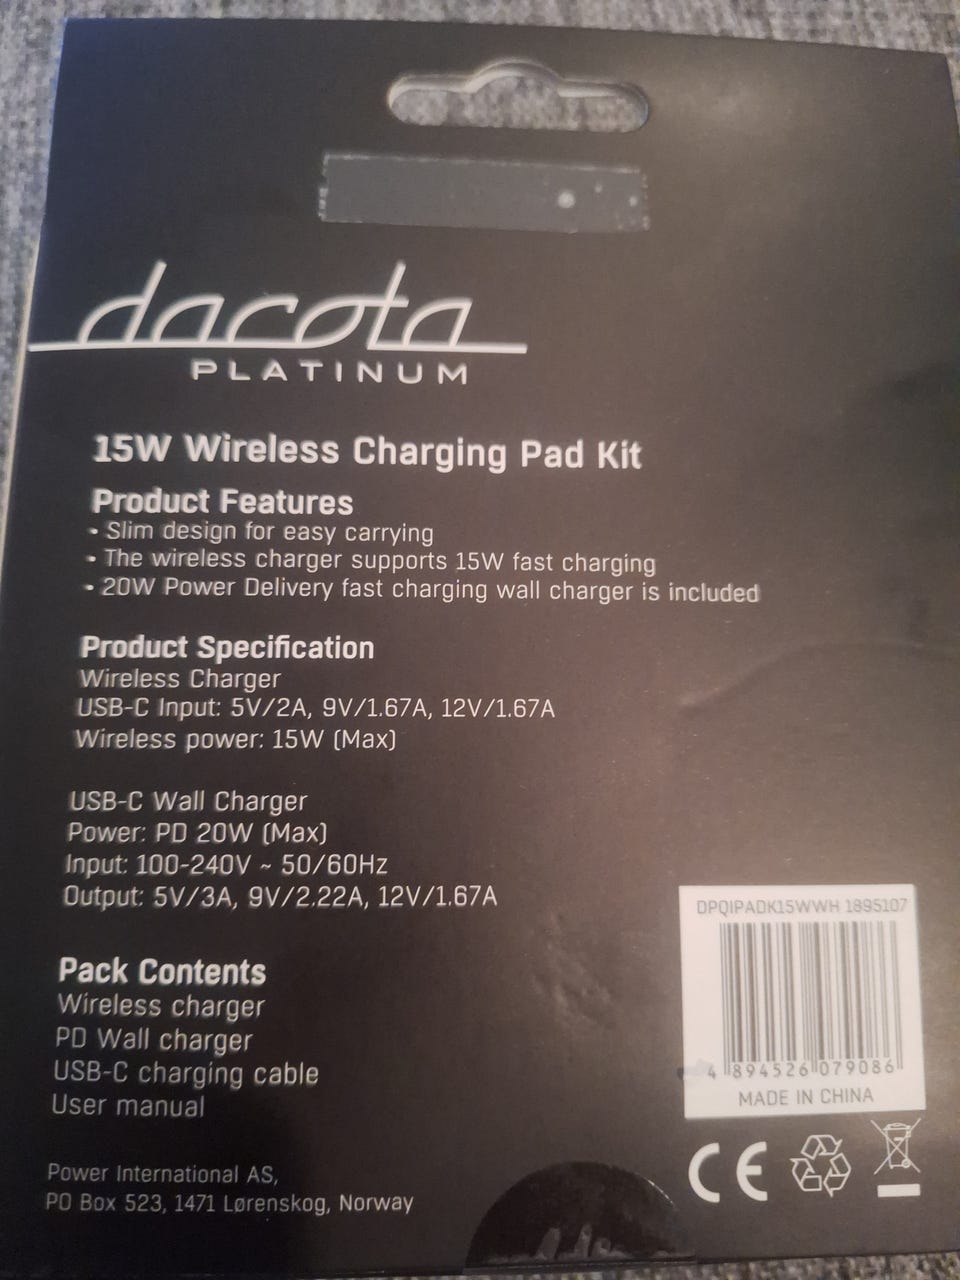 dacota
PLATINUM
15W Wireless Charging Pad Kit
Product Features
• Slim design for easy carrying
• The wireless charger supports 15W fast charging
• 20W Power Delivery fast charging wall charger is included
Product Specification
Wireless Charger
USB-C Input: 5V/2A, 9V/1.67A, 12V/1.67A
Wireless power: 15W (Max)
USB-C Wall Charger
Power: PD 20W (Max)
Input: 100-240V ~ 50/60Hz
Output: 5V/3A, 9V/2.22A, 12V/1.67A
Pack Contents
Wireless charger
PD Wall charger
USB-C charging cable
User manual
Power International AS,
PO Box 523, 1471 Lørenskog, Norway
DPQIPADK15WWH 1895107
4 894526 079086
MADE IN CHINA
CE